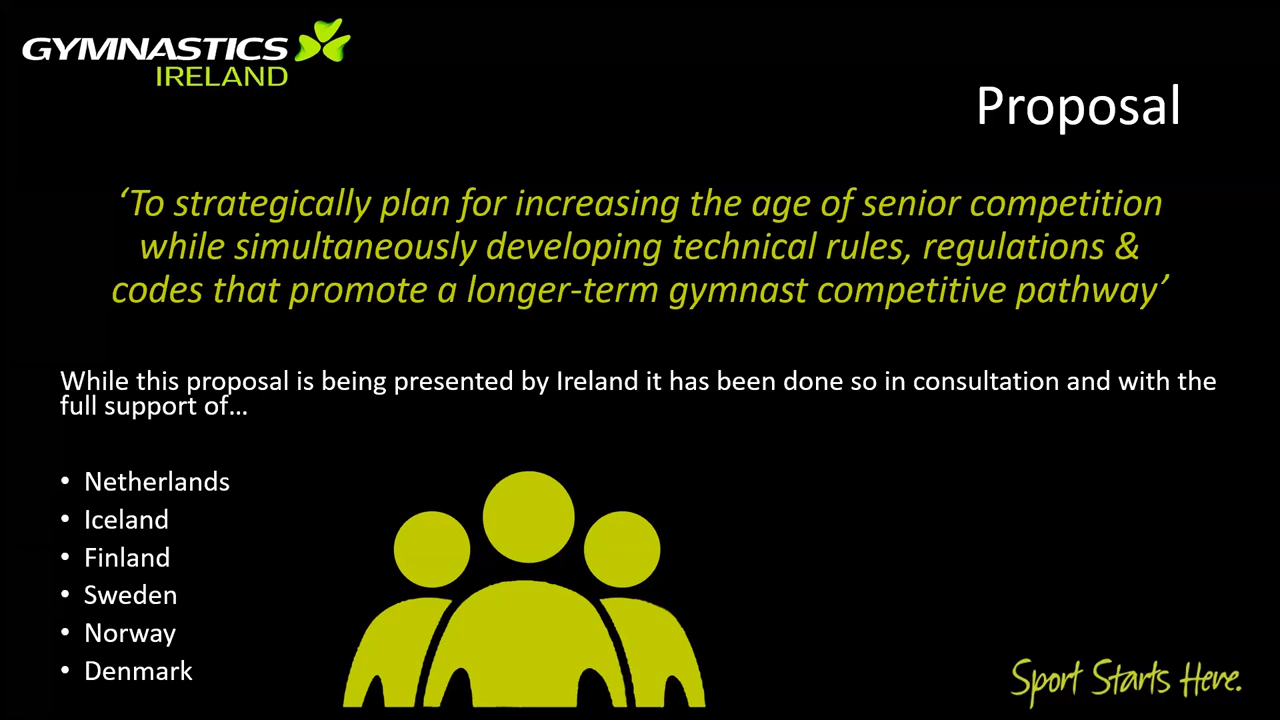 GYMNASTICS
IRELAND
Proposal
‘To strategically plan for increasing the age of senior competition
while simultaneously developing technical rules, regulations &
codes that promote a longer-term gymnast competitive pathway’
While this proposal is being presented by Ireland it has been done so in consultation and with the
full support of…
• Netherlands
• Iceland
• Finland
• Sweden
• Norway
• Denmark
Sport Starts Here.